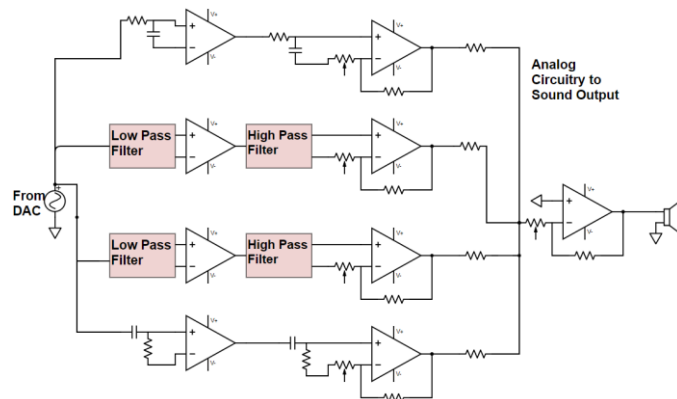 V+
V-
V+
V-
Analog
Circuitry to
Sound Output
Low Pass
Filter
V+
V-
High Pass
Filter
V+
V-
From
DAC
V+
V-
Low Pass
Filter
V+
V-
High Pass
Filter
V+
V-
V+
V-
V+
V-